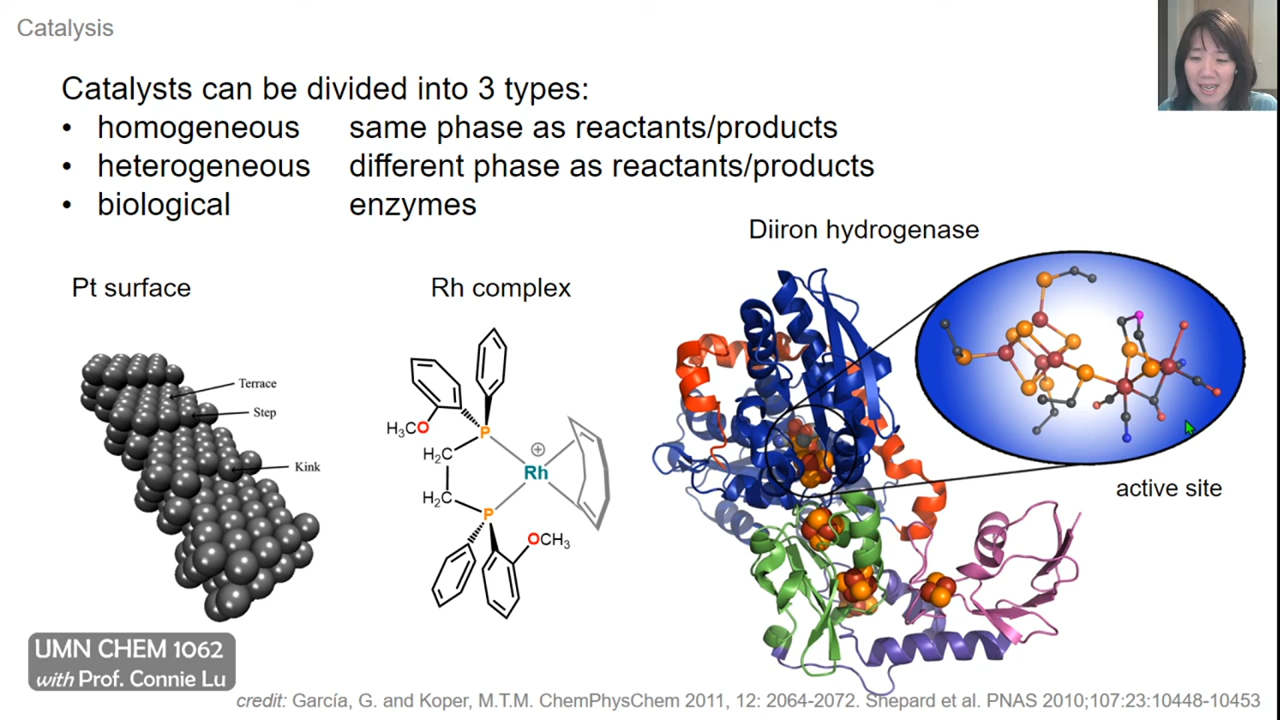 Catalysis
Catalysts can be divided into 3 types:
• homogeneous same phase as reactants/products
• heterogeneous different phase as reactants/products
• biological enzymes
Diiron hydrogenase
Pt surface
Rh complex
Terrace
Step
Kink
H₃CO
P
H₂C
H₂C
⊕
Rh
P
OCH₃
active site
UMN CHEM 1062
with Prof. Connie Lu
credit: García, G. and Koper, M.T.M. ChemPhysChem 2011, 12: 2064-2072. Shepard et al. PNAS 2010;107:23:10448-10453